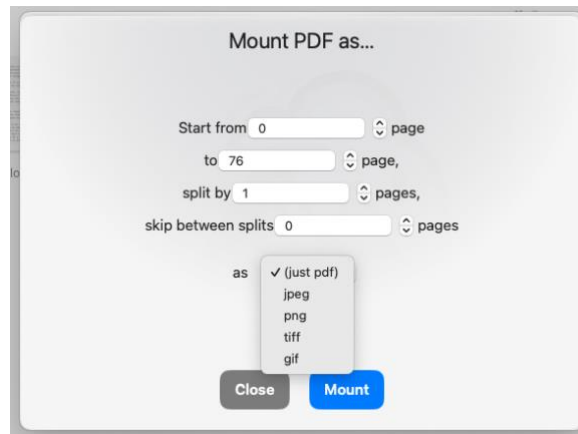 Mount PDF as...
Start from 0 page
to 76 page,
split by 1 pages,
skip between splits 0 pages
as ✓ (just pdf)
jpeg
png
tiff
gif
Close Mount